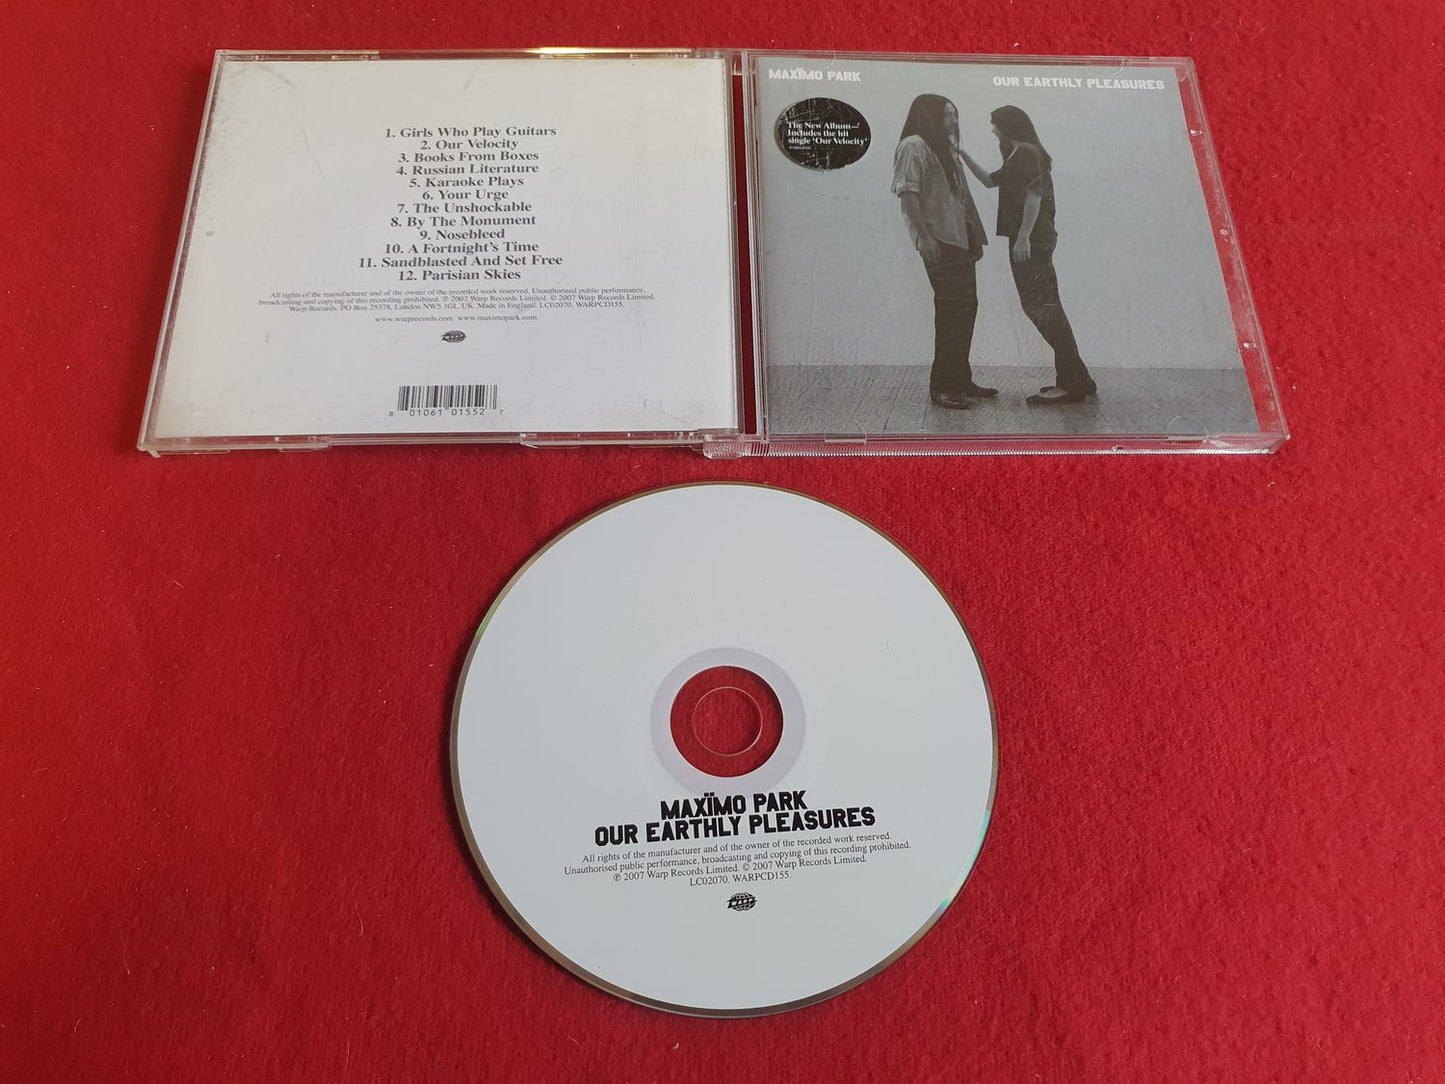 1. Girls Who Play Guitars
2. Our Velocity
3. Books From Boxes
4. Russian Literature
5. Karaoke Plays
6. Your Urge
7. The Unshockable
8. By The Monument
9. Nosebleed
10. A Fortnight's Time
11. Sandblasted And Set Free
12. Parisian Skies
All rights of the manufacturer and of the owner of the recorded work reserved. Unauthorised public performance,
broadcasting and copying of this recording prohibited. ℗ 2007 Warp Records Limited. © 2007 Warp Records Limited.
Warp Records. PO Box 25378, London NW5 1GL. UK. Made in England. LC02070. WARPCD155.
www.warprecords.com www.maximopark.com
8 01061 01552 7
MAXÏMO PARK
OUR EARTHLY PLEASURES
The New Album—
Includes the hit
single 'Our Velocity'
MAXÏMO PARK
OUR EARTHLY PLEASURES
All rights of the manufacturer and of the owner of the recorded work reserved.
Unauthorised public performance, broadcasting and copying of this recording prohibited.
℗ 2007 Warp Records Limited. © 2007 Warp Records Limited.
LC02070. WARPCD155.
WARP